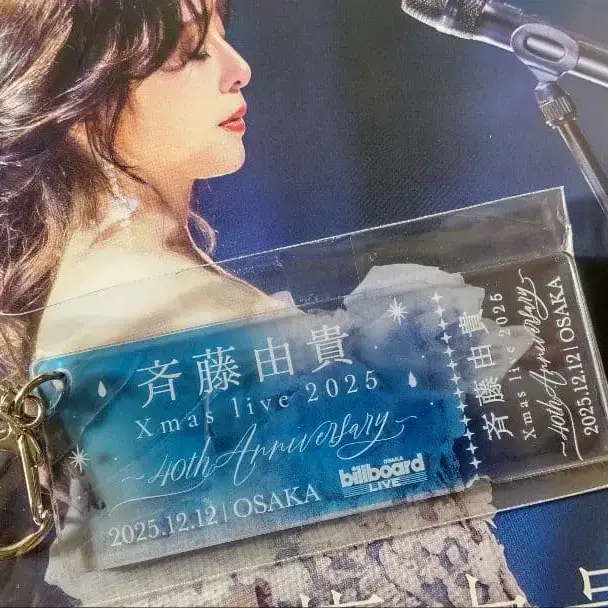 斉藤由貴
Xmas live 2025
~40th Anniversary~
2025.12.12 | OSAKA
OSAKA
billboard
LIVE
斉藤由貴
Xmas live 2025
~40th Anniversary~
2025.12.12 | OSAKA